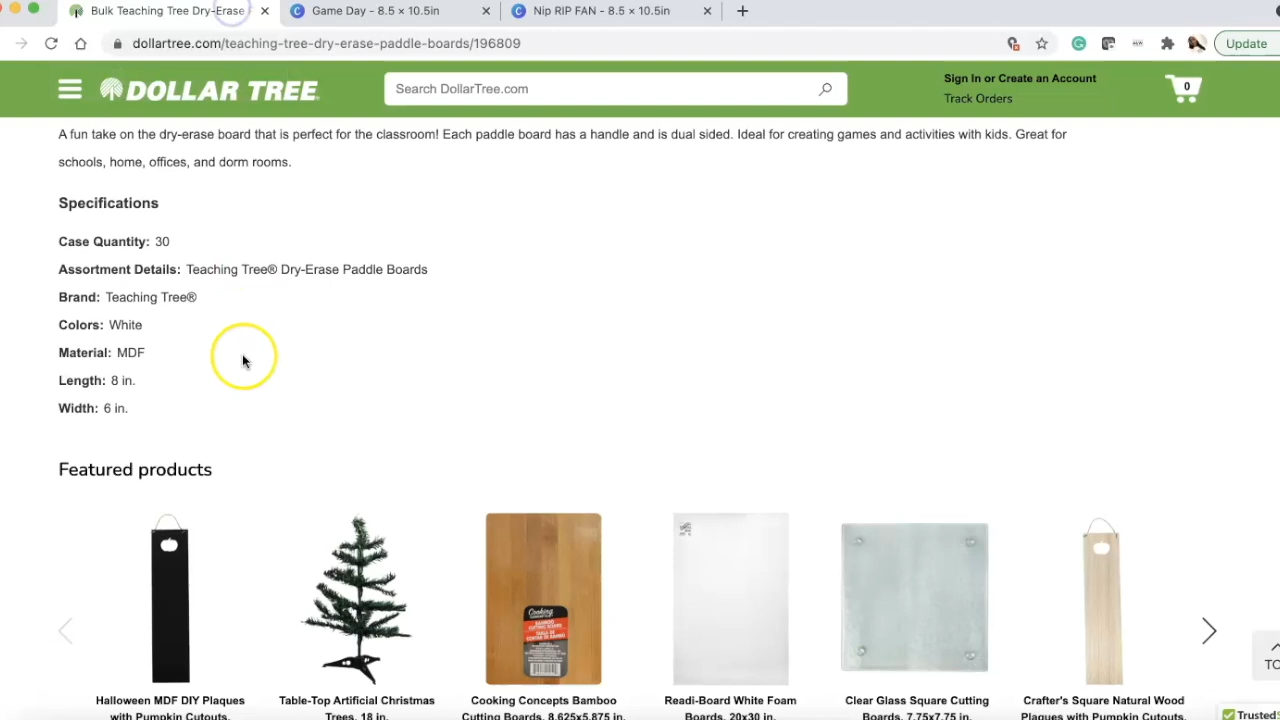 Bulk Teaching Tree Dry-Erase
Game Day - 8.5 × 10.5in
Nip RIP FAN - 8.5 × 10.5in
dollartree.com/teaching-tree-dry-erase-paddle-boards/196809
Update
DOLLAR TREE
Search DollarTree.com
Sign In or Create an Account
Track Orders
0
A fun take on the dry-erase board that is perfect for the classroom! Each paddle board has a handle and is dual sided. Ideal for creating games and activities with kids. Great for
schools, home, offices, and dorm rooms.
Specifications
Case Quantity: 30
Assortment Details: Teaching Tree® Dry-Erase Paddle Boards
Brand: Teaching Tree®
Colors: White
Material: MDF
Length: 8 in.
Width: 6 in.
Featured products
Cooking
CONCEPTS
BAMBOO
CUTTING BOARD
TO
Halloween MDF DIY Plaques
with Pumpkin Cutouts,
Table-Top Artificial Christmas
Trees, 18 in.
Cooking Concepts Bamboo
Cutting Boards, 8.625x5.875 in.
Readi-Board White Foam
Boards, 20x30 in.
Clear Glass Square Cutting
Boards, 7.75x7.75 in.
Crafter's Square Natural Wood
Plaques with Pumpkin Cutouts,
Trusted